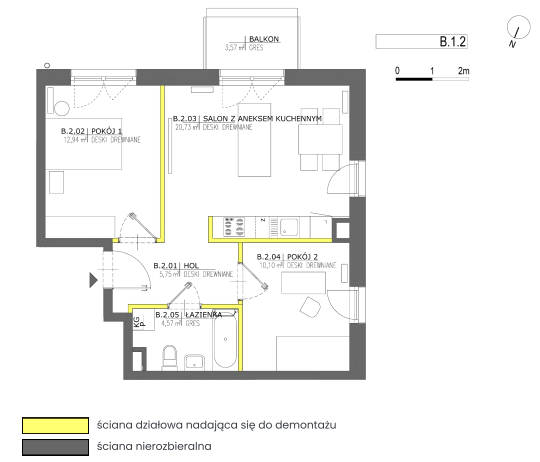 BALKON
3,57 m² GRES
B.1.2
N
0 1 2m
B.2.03 | SALON Z ANEKSEM KUCHENNYM
20,73 m² DESKI DREWNIANE
B.2.02 | POKÓJ 1
12,94 m² DESKI DREWNIANE
Z
B.2.04 | POKÓJ 2
10,10 m² DESKI DREWNIANE
B.2.01 | HOL
5,75 m² DESKI DREWNIANE
B.2.05 | ŁAZIENKA
4,57 m² GRES
KG
P
ściana działowa nadająca się do demontażu
ściana nierozbieralna